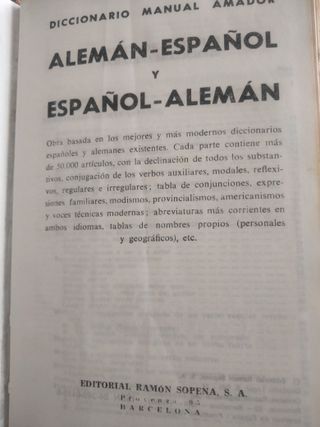 DICCIONARIO MANUAL AMADOR
ALEMÁN-ESPAÑOL
Y
ESPAÑOL-ALEMÁN
Obra basada en los mejores y más modernos diccionarios
españoles y alemanes existentes. Cada parte contiene más
de 50.000 artículos, con la declinación de todos los substan-
tivos, conjugación de los verbos auxiliares, modales, reflexi-
vos, regulares e irregulares; tabla de conjunciones, expre-
siones familiares, modismos, provincialismos, americanismos
y voces técnicas modernas; abreviaturas más corrientes en
ambos idiomas, tablas de nombres propios (personales
y geográficos), etc.
EDITORIAL RAMÓN SOPENA, S. A.
Provenza, 95
BARCELONA